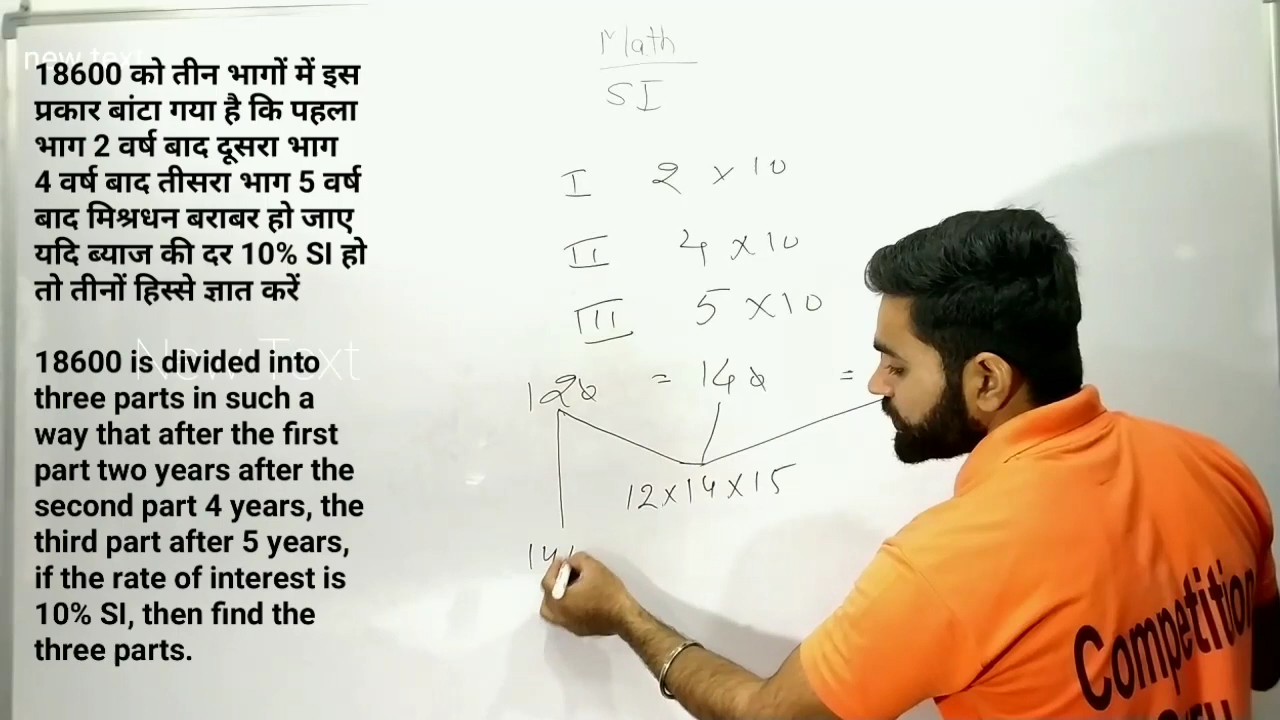 new text
18600 को तीन भागों में इस
प्रकार बांटा गया है कि पहला
भाग 2 वर्ष बाद दूसरा भाग
4 वर्ष बाद तीसरा भाग 5 वर्ष
बाद मिश्रधन बराबर हो जाए
यदि ब्याज की दर 10% SI हो
तो तीनों हिस्से ज्ञात करें
New Text
18600 is divided into
three parts in such a
way that after the first
part two years after the
second part 4 years, the
third part after 5 years,
if the rate of interest is
10% SI, then find the
three parts.
Math
SI
I 2 × 10
II 4 × 10
III 5 × 10
= 14 =
12×14×15
Competition